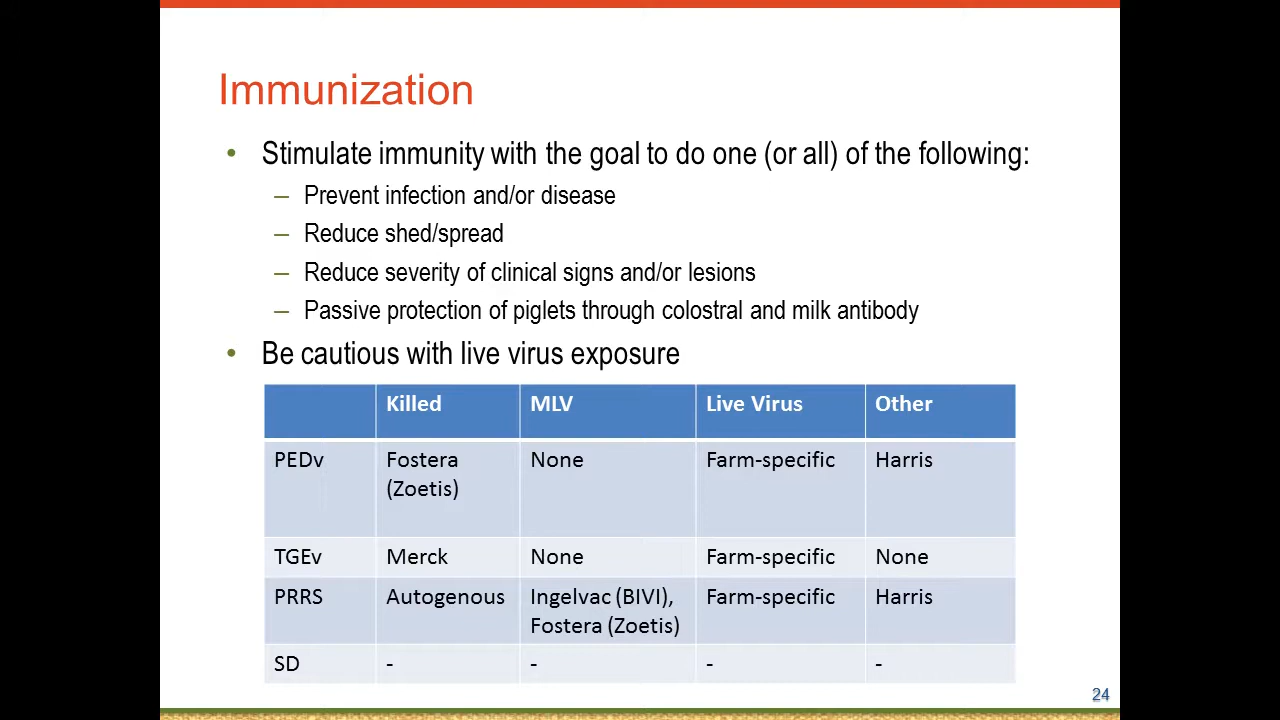 Immunization
• Stimulate immunity with the goal to do one (or all) of the following:
– Prevent infection and/or disease
– Reduce shed/spread
– Reduce severity of clinical signs and/or lesions
– Passive protection of piglets through colostral and milk antibody
• Be cautious with live virus exposure
Killed MLV Live Virus Other
PEDv Fostera None Farm-specific Harris
(Zoetis)
TGEv Merck None Farm-specific None
PRRS Autogenous Ingelvac (BIVI), Farm-specific Harris
Fostera (Zoetis)
SD - - - -
24